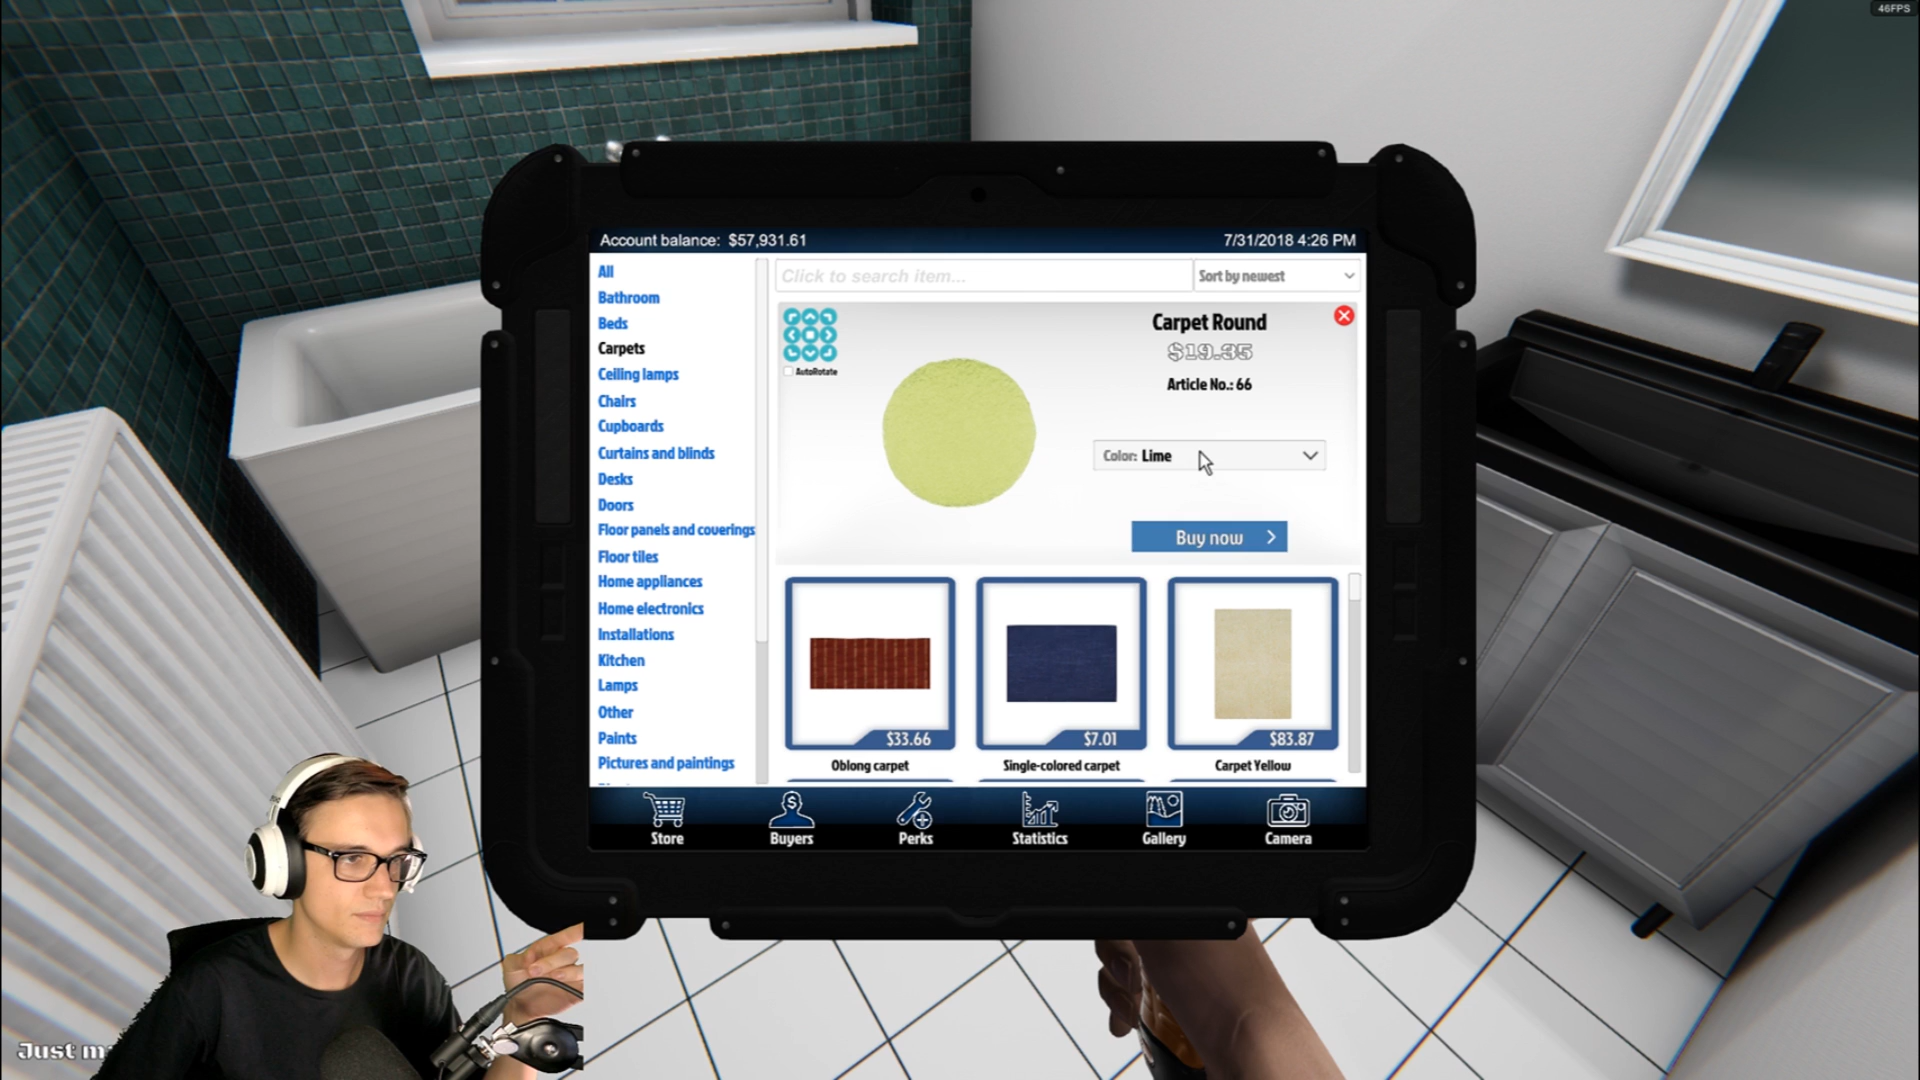 46FPS
Account balance: $57,931.61
7/31/2018 4:26 PM
All
Bathroom
Beds
Carpets
Ceiling lamps
Chairs
Cupboards
Curtains and blinds
Desks
Doors
Floor panels and coverings
Floor tiles
Home appliances
Home electronics
Installations
Kitchen
Lamps
Other
Paints
Pictures and paintings
Click to search item...
Sort by newest
AutoRotate
Carpet Round
$19.35
Article No.: 66
Color: Lime
Buy now
$33.66
$7.01
$83.87
Oblong carpet
Single-colored carpet
Carpet Yellow
Store
Buyers
Perks
Statistics
Gallery
Camera
Just m